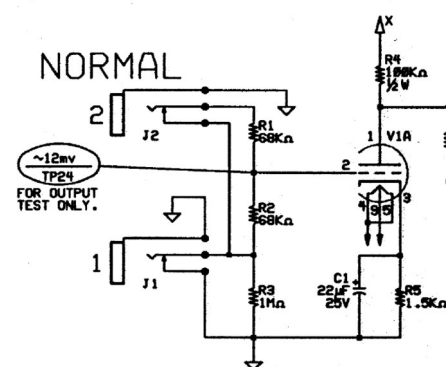 X
R4
100KΩ
½W
NORMAL
2
J2
R1
68KΩ
1
V1A
2
3
4
9
5
~12mv
TP24
FOR OUTPUT
TEST ONLY.
R2
68KΩ
1
J1
R3
1MΩ
C1
+
22µF
25V
R5
1.5KΩ